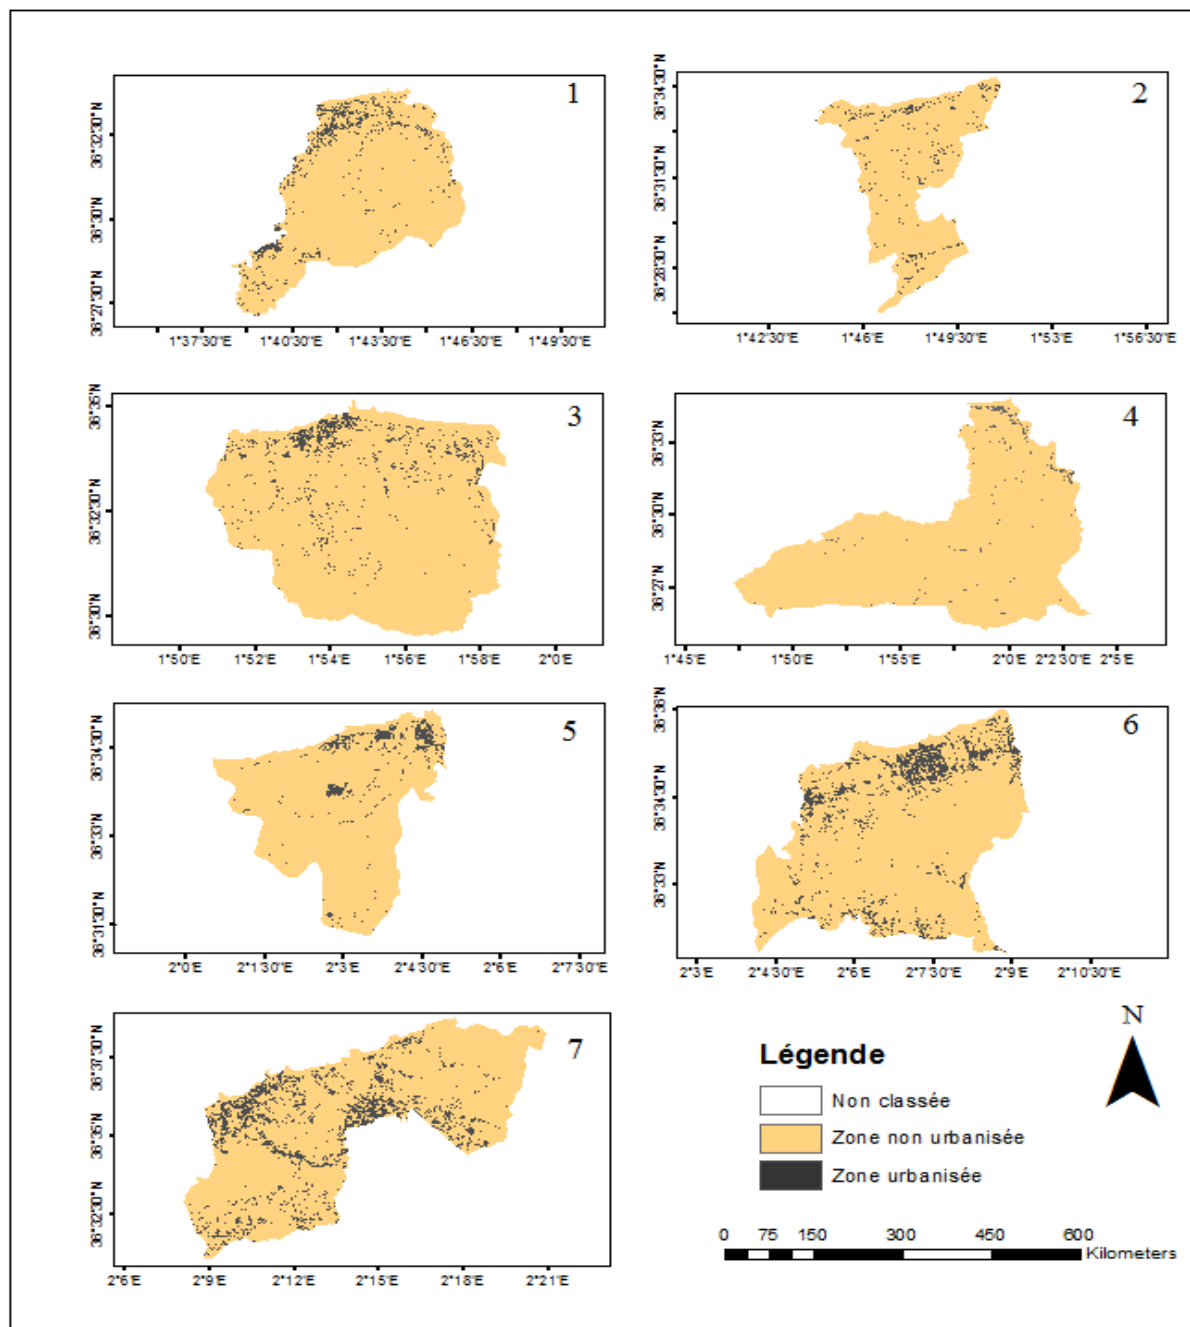 1
36°32'30"N
36°30'N
36°27'30"N
1°37'30"E 1°40'30"E 1°43'30"E 1°46'30"E 1°49'30"E
2
36°34'30"N
36°31'30"N
36°28'30"N
1°42'30"E 1°46'E 1°49'30"E 1°53'E 1°56'30"E
3
36°35'N
36°32'30"N
36°30'N
1°50'E 1°52'E 1°54'E 1°56'E 1°58'E 2°0'E
4
36°33'N
36°30'N
36°27'N
1°45'E 1°50'E 1°55'E 2°0'E 2°2'30"E 2°5'E
5
36°34'30"N
36°33'N
36°31'30"N
2°0'E 2°1'30"E 2°3'E 2°4'30"E 2°6'E 2°7'30"E
6
36°36'N
36°34'30"N
36°33'N
2°3'E 2°4'30"E 2°6'E 2°7'30"E 2°9'E 2°10'30"E
7
36°37'30"N
36°35'N
36°32'30"N
2°6'E 2°9'E 2°12'E 2°15'E 2°18'E 2°21'E
N
Légende
Non classée
Zone non urbanisée
Zone urbanisée
0 75 150 300 450 600
Kilometers